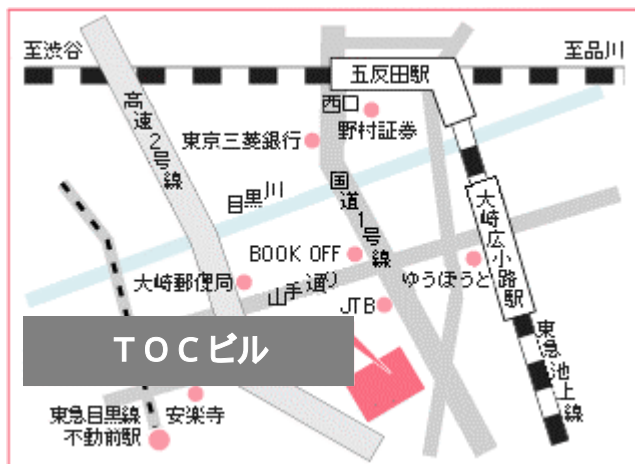 至渋谷
至品川
五反田駅
西口
野村証券
東京三菱銀行
高速2号線
目黒川
国道1号線
大崎広小路駅
BOOK OFF
ゆうぽうと
大崎郵便局
山手通り
JTB
東急池上線
TOCビル
東急目黒線
不動前駅
安楽寺